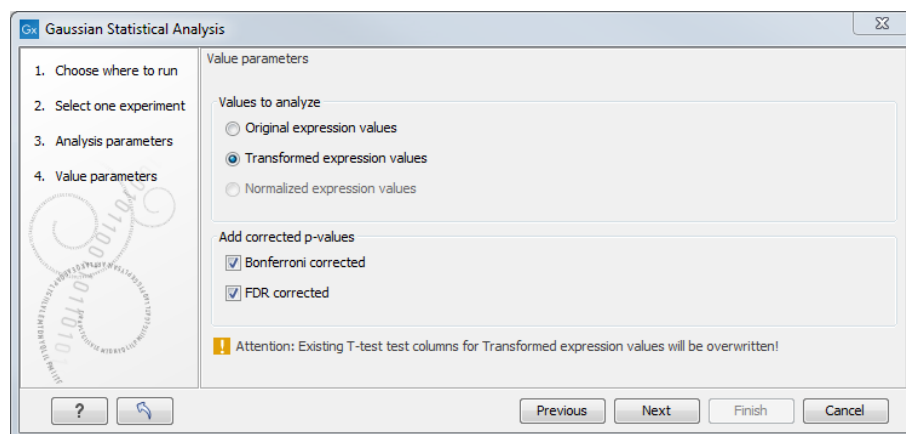 Gx Gaussian Statistical Analysis
1. Choose where to run
2. Select one experiment
3. Analysis parameters
4. Value parameters
Value parameters
Values to analyze
Original expression values
Transformed expression values
Normalized expression values
Add corrected p-values
Bonferroni corrected
FDR corrected
Attention: Existing T-test test columns for Transformed expression values will be overwritten!
?
Previous Next Finish Cancel